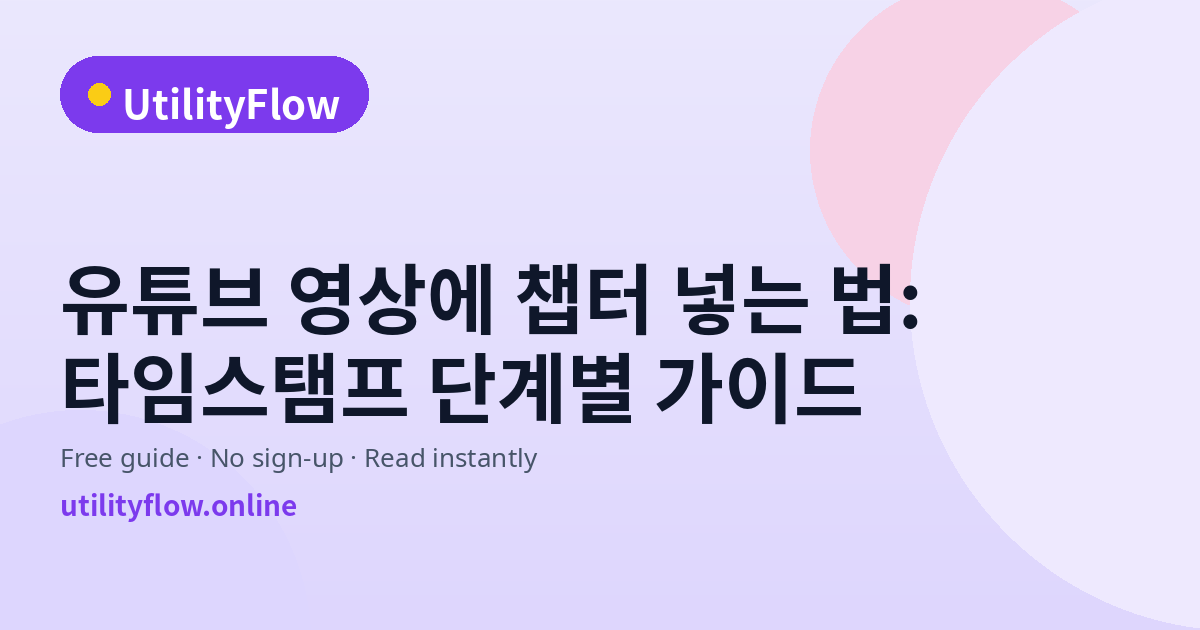 UtilityFlow
유튜브 영상에 챕터 넣는 법:
타임스탬프 단계별 가이드
Free guide · No sign-up · Read instantly
utilityflow.online